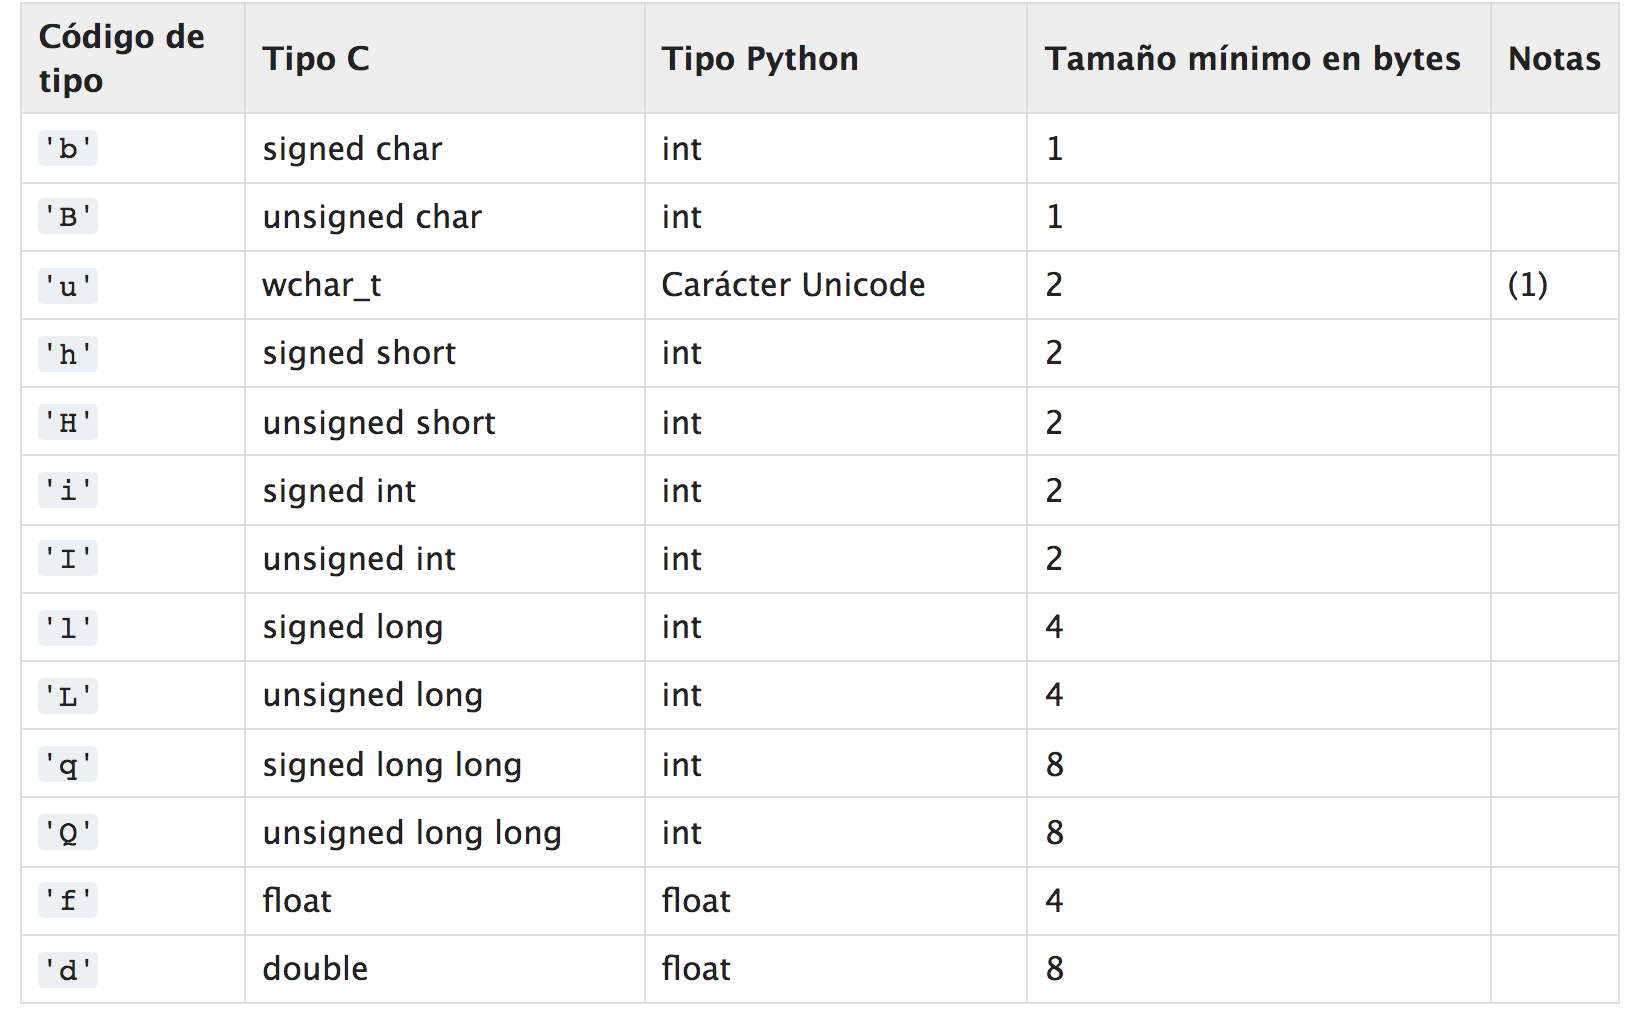 Código de tipo Tipo C Tipo Python Tamaño mínimo en bytes Notas
'b' signed char int 1
'B' unsigned char int 1
'u' wchar_t Carácter Unicode 2 (1)
'h' signed short int 2
'H' unsigned short int 2
'i' signed int int 2
'I' unsigned int int 2
'l' signed long int 4
'L' unsigned long int 4
'q' signed long long int 8
'Q' unsigned long long int 8
'f' float float 4
'd' double float 8